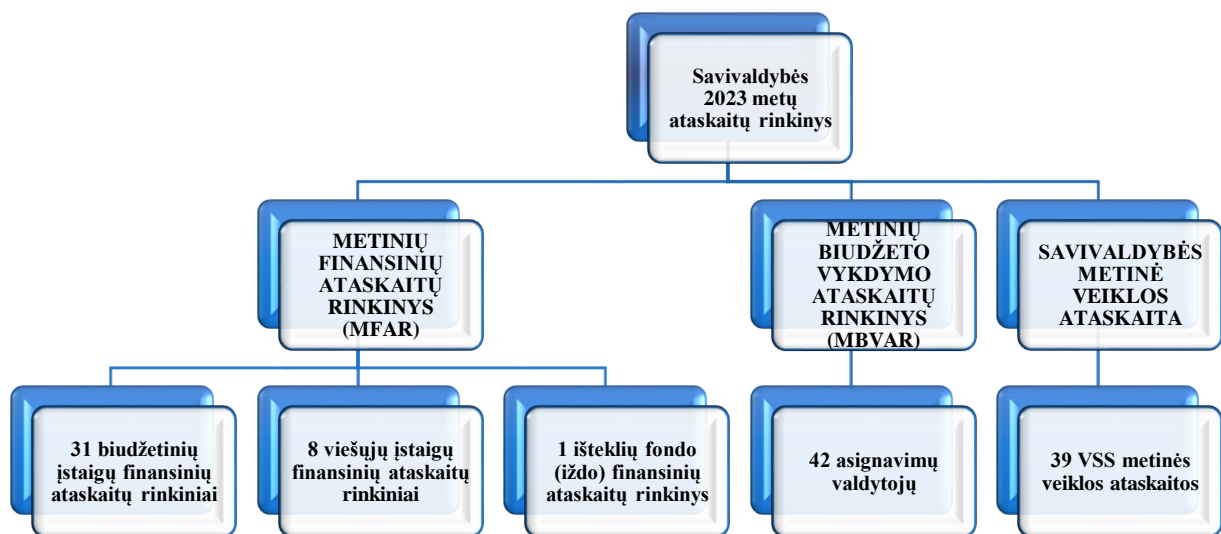 Savivaldybės
2023 metų
ataskaitų rinkinys
METINIŲ
FINANSINIŲ
ATASKAITŲ
RINKINYS
(MFAR)
METINIŲ
BIUDŽETO
VYKDYMO
ATASKAITŲ
RINKINYS
(MBVAR)
SAVIVALDYBĖS
METINĖ
VEIKLOS
ATASKAITA
31 biudžetinių
įstaigų finansinių
ataskaitų rinkiniai
8 viešųjų įstaigų
finansinių ataskaitų
rinkiniai
1 išteklių fondo
(iždo) finansinių
ataskaitų rinkinys
42 asignavimų
valdytojų
39 VSS metinės
veiklos ataskaitos